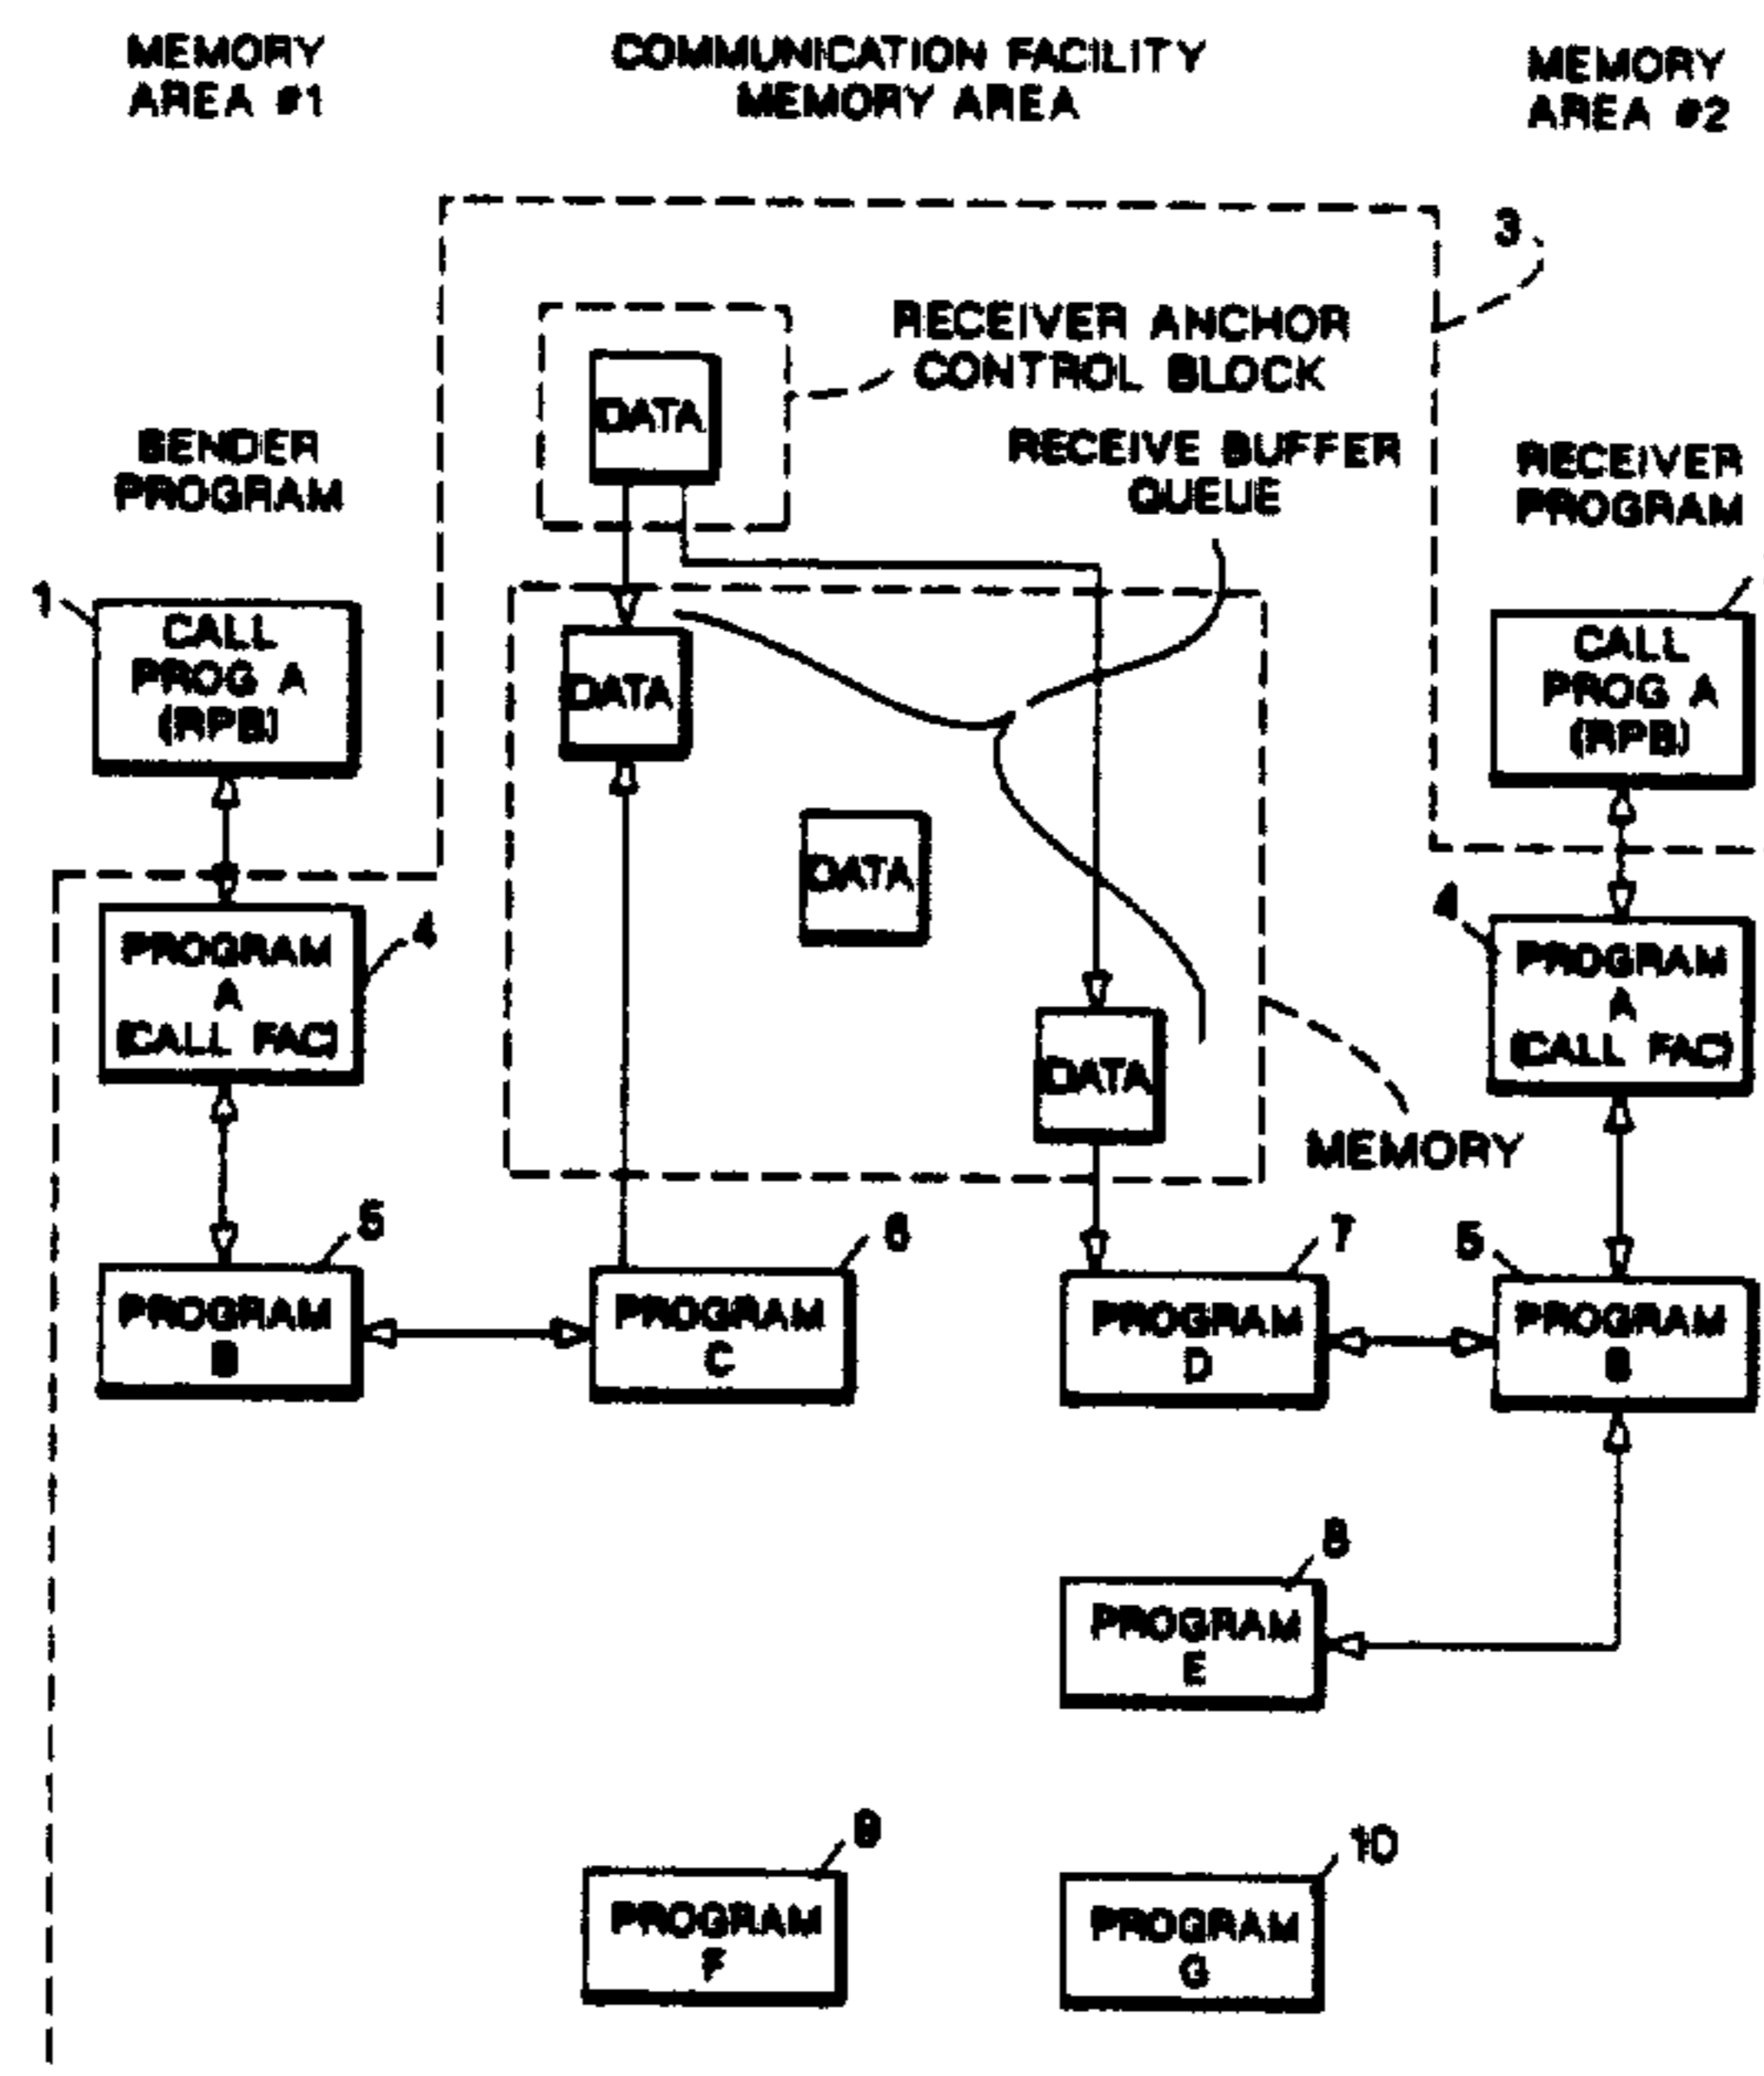 MEMORY
AREA #1
COMMUNICATION FACILITY
MEMORY AREA
MEMORY
AREA #2
3
RECEIVER ANCHOR
CONTROL BLOCK
DATA
RECEIVE BUFFER
QUEUE
SENDER
PROGRAM
RECEIVER
PROGRAM
1
CALL
PROG A
(RPB)
DATA
CALL
PROG A
(RPB)
DATA
4
PROGRAM
A
(CALL FAC)
4
PROGRAM
A
(CALL FAC)
DATA
MEMORY
5
PROGRAM
B
6
PROGRAM
C
7
PROGRAM
D
5
PROGRAM
B
8
PROGRAM
E
9
PROGRAM
F
10
PROGRAM
G